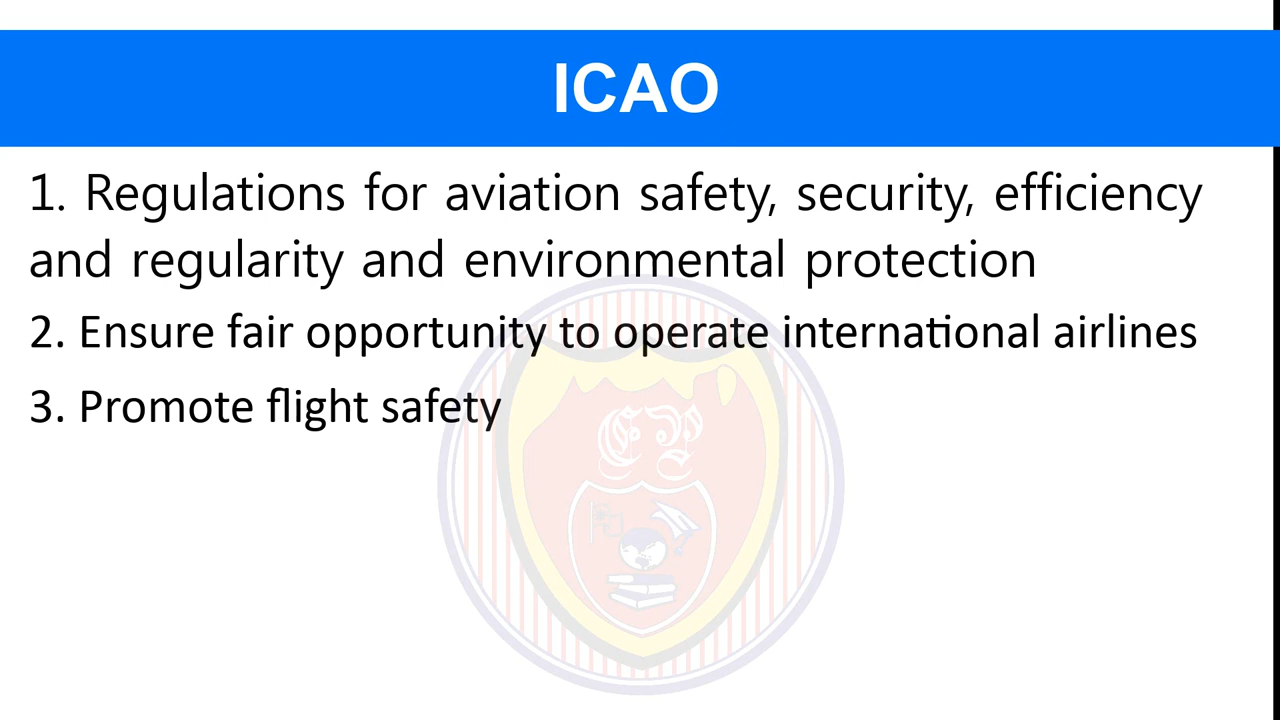 ICAO
1. Regulations for aviation safety, security, efficiency
and regularity and environmental protection
2. Ensure fair opportunity to operate international airlines
3. Promote flight safety